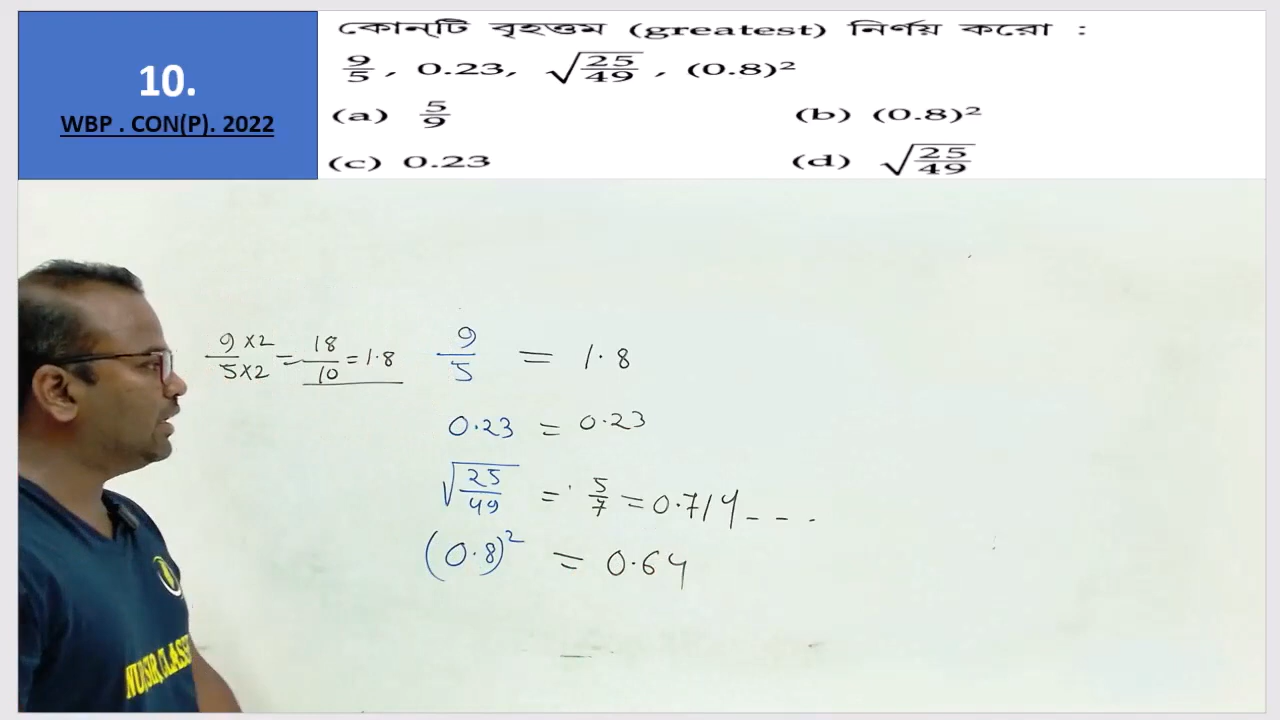 10.
WBP . CON(P). 2022
কোন্‌টি বৃহত্তম (greatest) নির্ণয় করো :
9/5 , 0.23, √(25/49) , (0.8)²
(a) 5/9
(b) (0.8)²
(c) 0.23
(d) √(25/49)
9×2/5×2 = 18/10 = 1.8
9/5 = 1.8
0.23 = 0.23
√(25/49) = 5/7 = 0.714 - - -
(0.8)² = 0.64